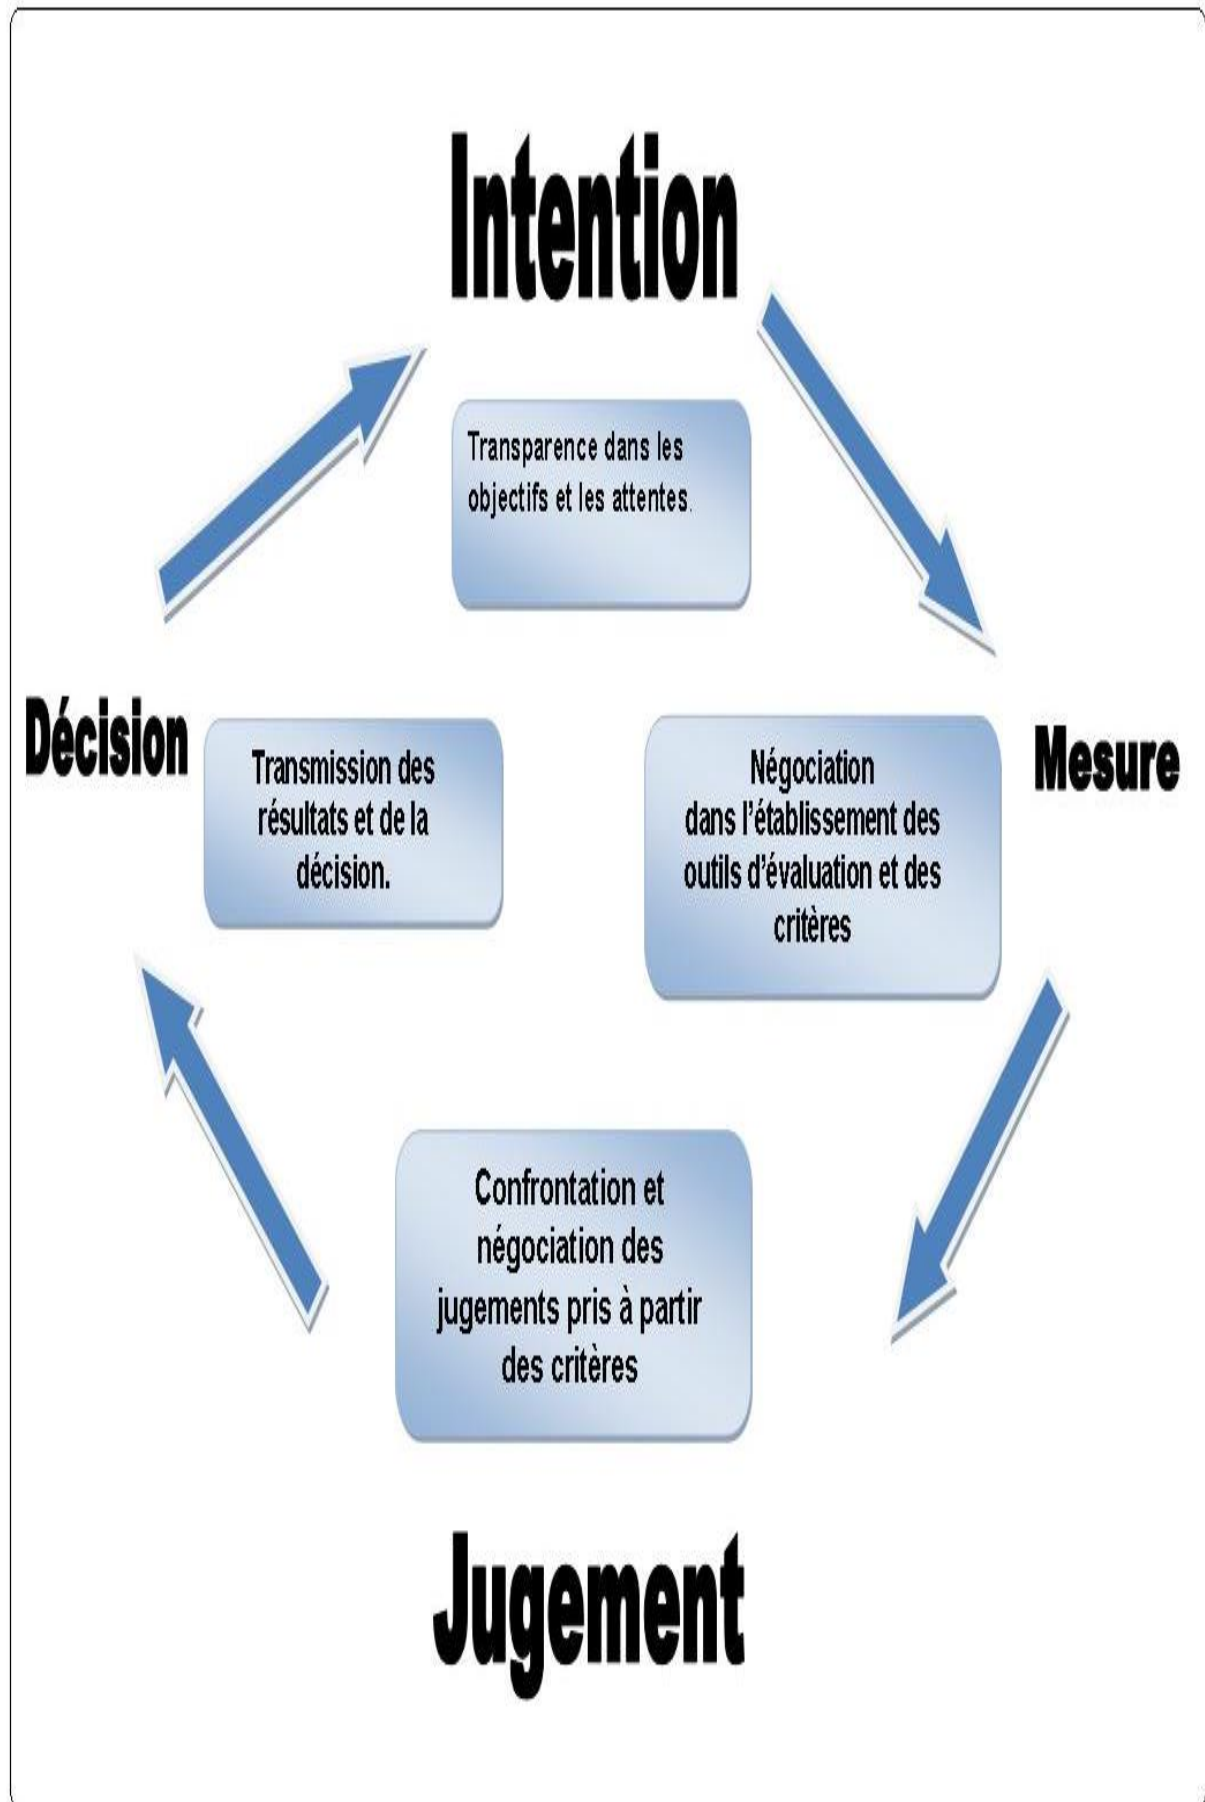 Intention
Transparence dans les
objectifs et les attentes.
Décision
Transmission des
résultats et de la
décision.
Négociation
dans l'établissement des
outils d'évaluation et des
critères
Mesure
Confrontation et
négociation des
jugements pris à partir
des critères
Jugement